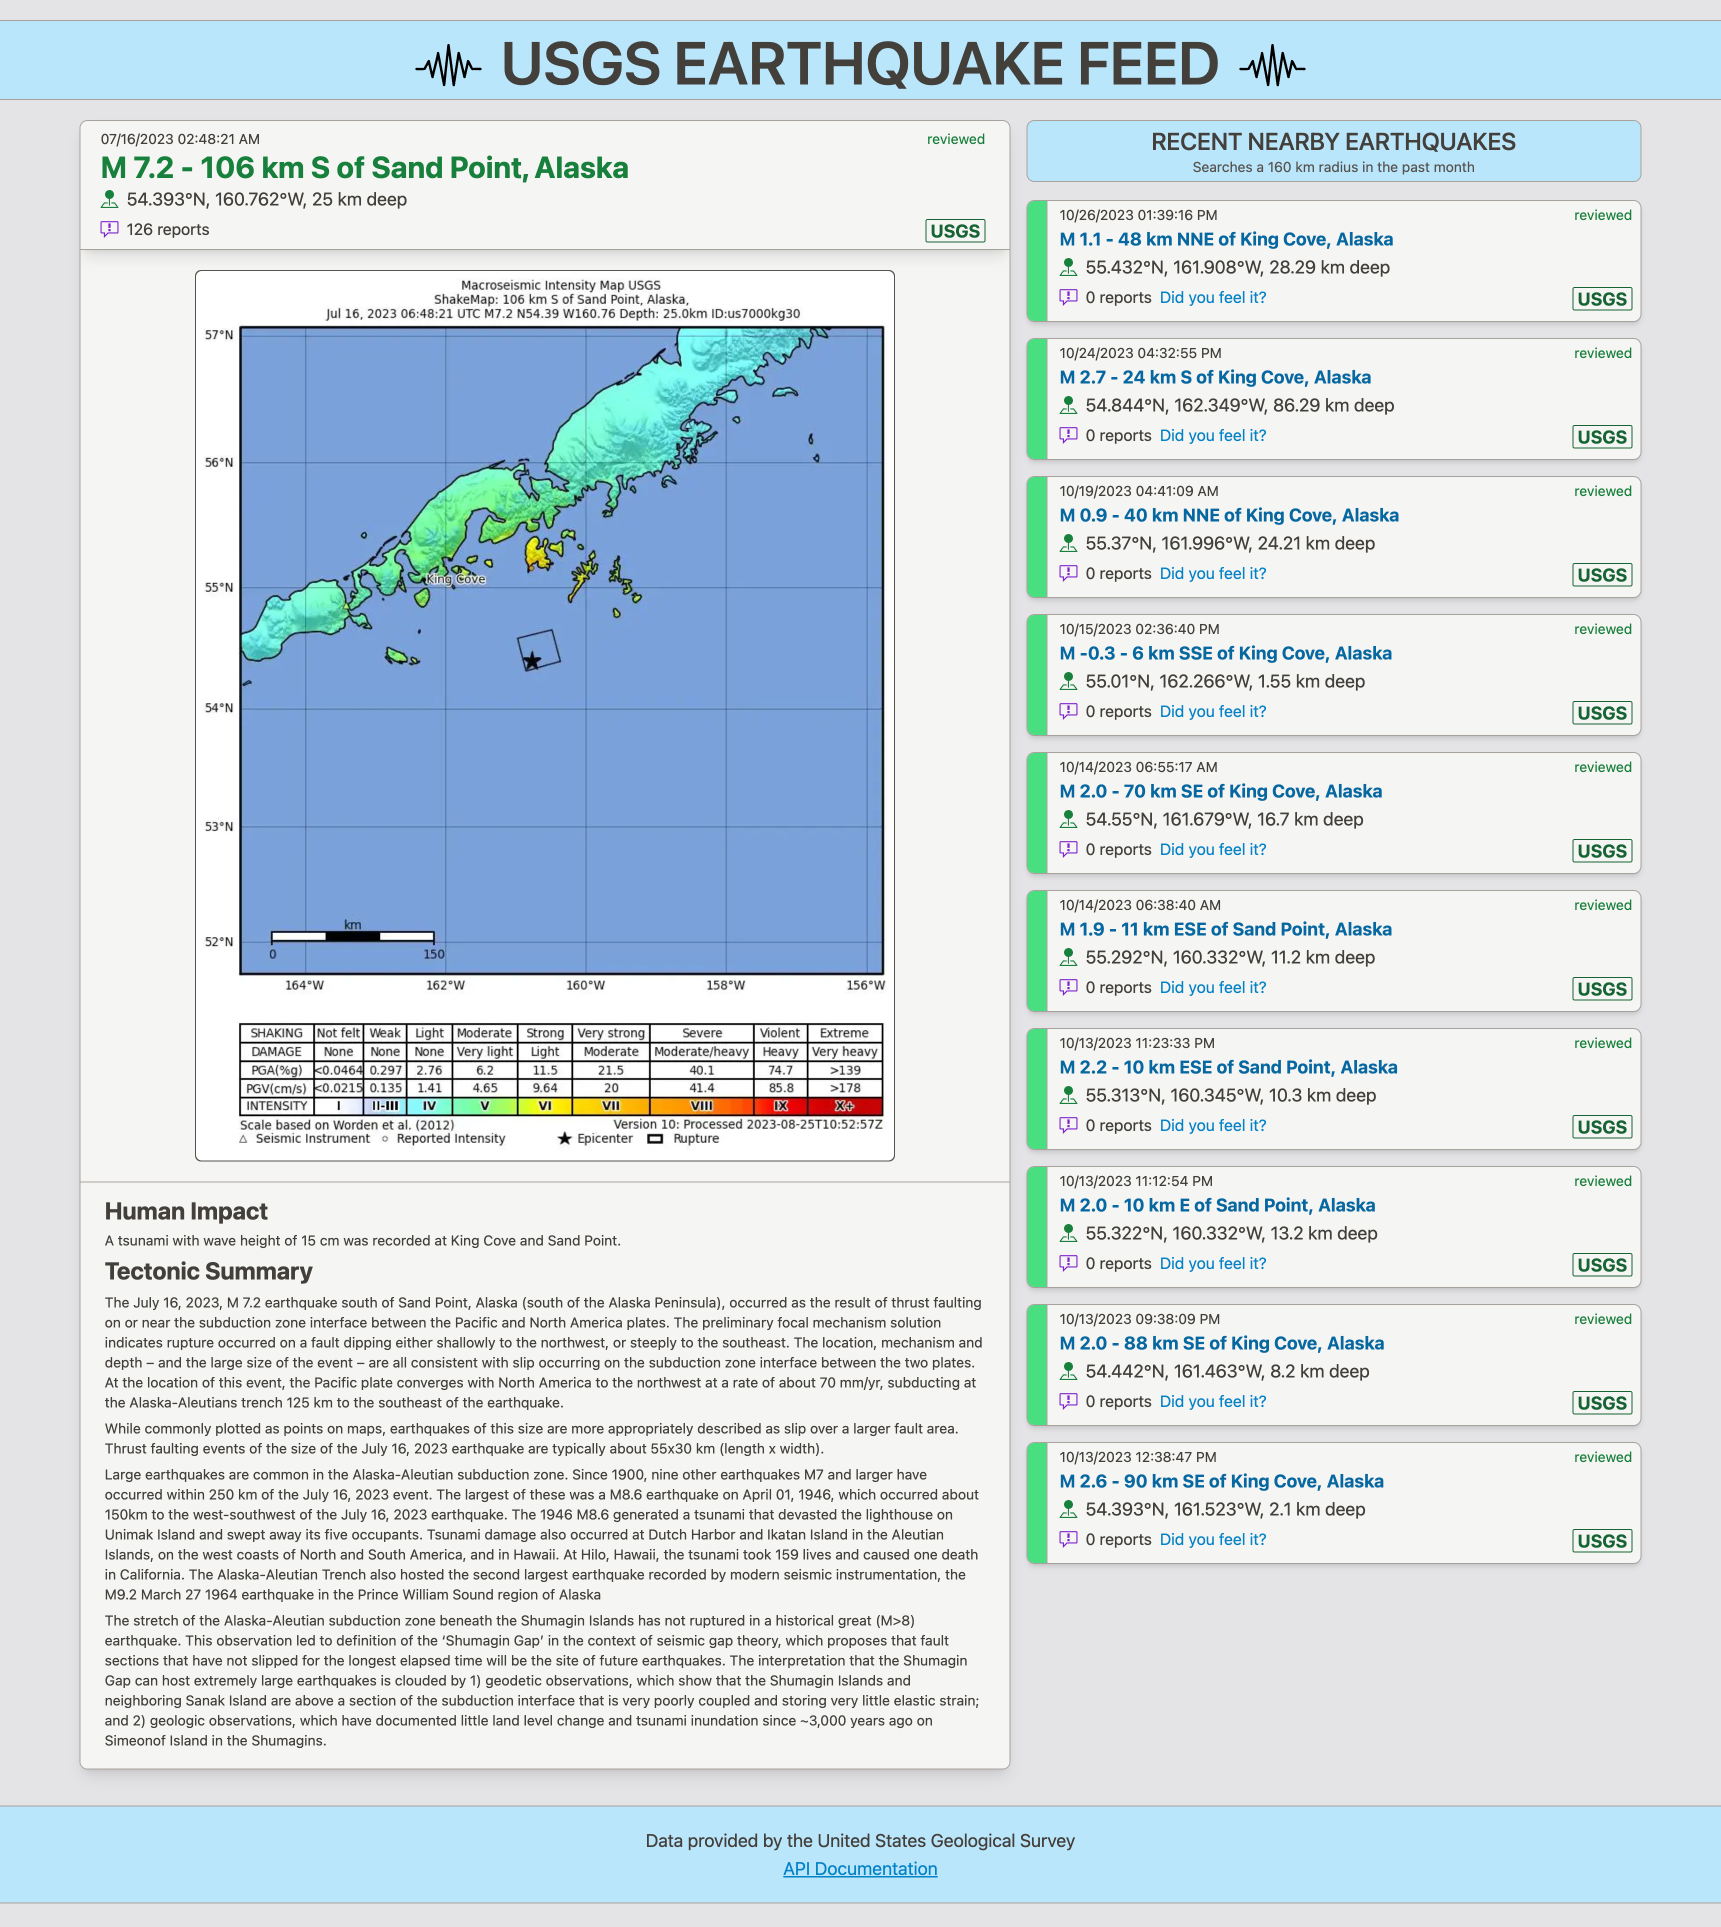 USGS EARTHQUAKE FEED
07/16/2023 02:48:21 AM
reviewed
M 7.2 - 106 km S of Sand Point, Alaska
54.393°N, 160.762°W, 25 km deep
126 reports
USGS
Macroseismic Intensity Map USGS
ShakeMap: 106 km S of Sand Point, Alaska,
Jul 16, 2023 06:48:21 UTC M7.2 N54.39 W160.76 Depth: 25.0km ID:us7000kg30
57°N
56°N
55°N
54°N
53°N
52°N
King Cove
km
0 150
164°W 162°W 160°W 158°W 156°W
SHAKING Not felt Weak Light Moderate Strong Very strong Severe Violent Extreme
DAMAGE None None None Very light Light Moderate Moderate/heavy Heavy Very heavy
PGA(%g) <0.0464 0.297 2.76 6.2 11.5 21.5 40.1 74.7 >139
PGV(cm/s) <0.0215 0.135 1.41 4.65 9.64 20 41.4 85.8 >178
INTENSITY I II-III IV V VI VII VIII IX X+
Scale based on Worden et al. (2012) Version 10: Processed 2023-08-25T10:52:57Z
△ Seismic Instrument ○ Reported Intensity ★ Epicenter Rupture
Human Impact
A tsunami with wave height of 15 cm was recorded at King Cove and Sand Point.
Tectonic Summary
The July 16, 2023, M 7.2 earthquake south of Sand Point, Alaska (south of the Alaska Peninsula), occurred as the result of thrust faulting
on or near the subduction zone interface between the Pacific and North America plates. The preliminary focal mechanism solution
indicates rupture occurred on a fault dipping either shallowly to the northwest, or steeply to the southeast. The location, mechanism and
depth – and the large size of the event – are all consistent with slip occurring on the subduction zone interface between the two plates.
At the location of this event, the Pacific plate converges with North America to the northwest at a rate of about 70 mm/yr, subducting at
the Alaska-Aleutians trench 125 km to the southeast of the earthquake.
While commonly plotted as points on maps, earthquakes of this size are more appropriately described as slip over a larger fault area.
Thrust faulting events of the size of the July 16, 2023 earthquake are typically about 55x30 km (length x width).
Large earthquakes are common in the Alaska-Aleutian subduction zone. Since 1900, nine other earthquakes M7 and larger have
occurred within 250 km of the July 16, 2023 event. The largest of these was a M8.6 earthquake on April 01, 1946, which occurred about
150km to the west-southwest of the July 16, 2023 earthquake. The 1946 M8.6 generated a tsunami that devasted the lighthouse on
Unimak Island and swept away its five occupants. Tsunami damage also occurred at Dutch Harbor and Ikatan Island in the Aleutian
Islands, on the west coasts of North and South America, and in Hawaii. At Hilo, Hawaii, the tsunami took 159 lives and caused one death
in California. The Alaska-Aleutian Trench also hosted the second largest earthquake recorded by modern seismic instrumentation, the
M9.2 March 27 1964 earthquake in the Prince William Sound region of Alaska
The stretch of the Alaska-Aleutian subduction zone beneath the Shumagin Islands has not ruptured in a historical great (M>8)
earthquake. This observation led to definition of the ‘Shumagin Gap’ in the context of seismic gap theory, which proposes that fault
sections that have not slipped for the longest elapsed time will be the site of future earthquakes. The interpretation that the Shumagin
Gap can host extremely large earthquakes is clouded by 1) geodetic observations, which show that the Shumagin Islands and
neighboring Sanak Island are above a section of the subduction interface that is very poorly coupled and storing very little elastic strain;
and 2) geologic observations, which have documented little land level change and tsunami inundation since ~3,000 years ago on
Simeonof Island in the Shumagins.
RECENT NEARBY EARTHQUAKES
Searches a 160 km radius in the past month
10/26/2023 01:39:16 PM
reviewed
M 1.1 - 48 km NNE of King Cove, Alaska
55.432°N, 161.908°W, 28.29 km deep
0 reports Did you feel it?
USGS
10/24/2023 04:32:55 PM
reviewed
M 2.7 - 24 km S of King Cove, Alaska
54.844°N, 162.349°W, 86.29 km deep
0 reports Did you feel it?
USGS
10/19/2023 04:41:09 AM
reviewed
M 0.9 - 40 km NNE of King Cove, Alaska
55.37°N, 161.996°W, 24.21 km deep
0 reports Did you feel it?
USGS
10/15/2023 02:36:40 PM
reviewed
M -0.3 - 6 km SSE of King Cove, Alaska
55.01°N, 162.266°W, 1.55 km deep
0 reports Did you feel it?
USGS
10/14/2023 06:55:17 AM
reviewed
M 2.0 - 70 km SE of King Cove, Alaska
54.55°N, 161.679°W, 16.7 km deep
0 reports Did you feel it?
USGS
10/14/2023 06:38:40 AM
reviewed
M 1.9 - 11 km ESE of Sand Point, Alaska
55.292°N, 160.332°W, 11.2 km deep
0 reports Did you feel it?
USGS
10/13/2023 11:23:33 PM
reviewed
M 2.2 - 10 km ESE of Sand Point, Alaska
55.313°N, 160.345°W, 10.3 km deep
0 reports Did you feel it?
USGS
10/13/2023 11:12:54 PM
reviewed
M 2.0 - 10 km E of Sand Point, Alaska
55.322°N, 160.332°W, 13.2 km deep
0 reports Did you feel it?
USGS
10/13/2023 09:38:09 PM
reviewed
M 2.0 - 88 km SE of King Cove, Alaska
54.442°N, 161.463°W, 8.2 km deep
0 reports Did you feel it?
USGS
10/13/2023 12:38:47 PM
reviewed
M 2.6 - 90 km SE of King Cove, Alaska
54.393°N, 161.523°W, 2.1 km deep
0 reports Did you feel it?
USGS
Data provided by the United States Geological Survey
API Documentation